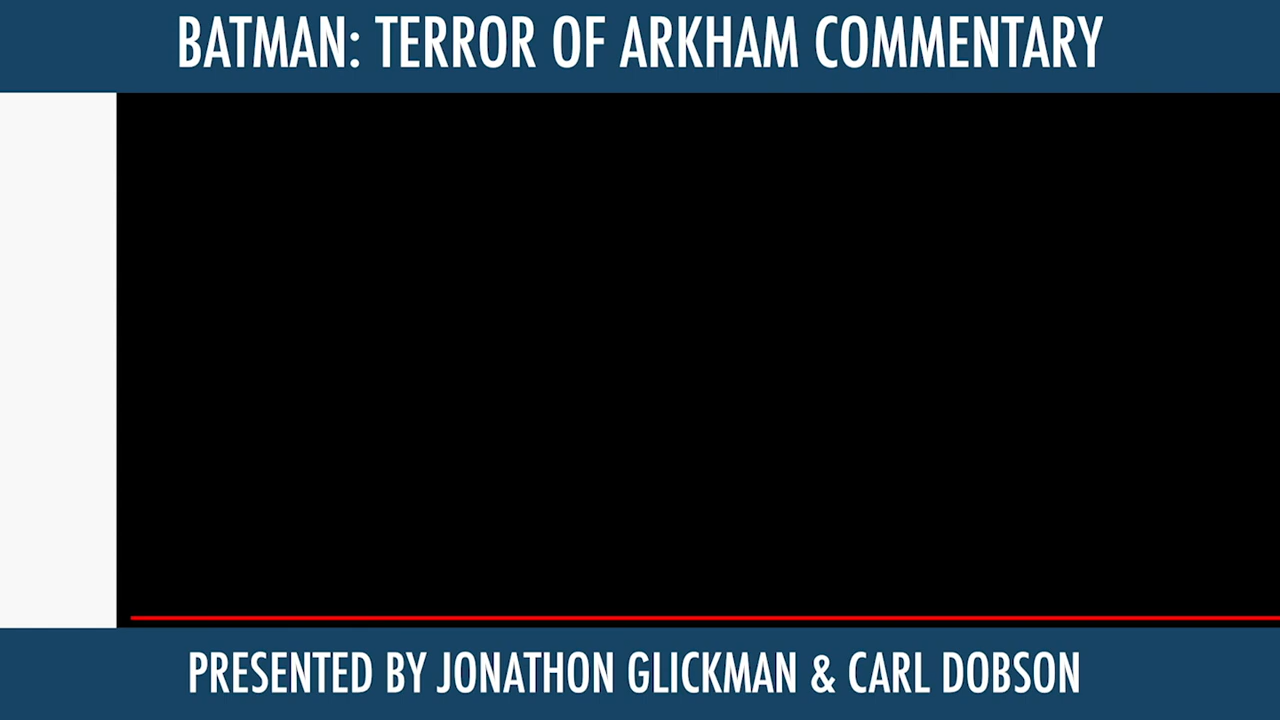 BATMAN: TERROR OF ARKHAM COMMENTARY
PRESENTED BY JONATHON GLICKMAN & CARL DOBSON